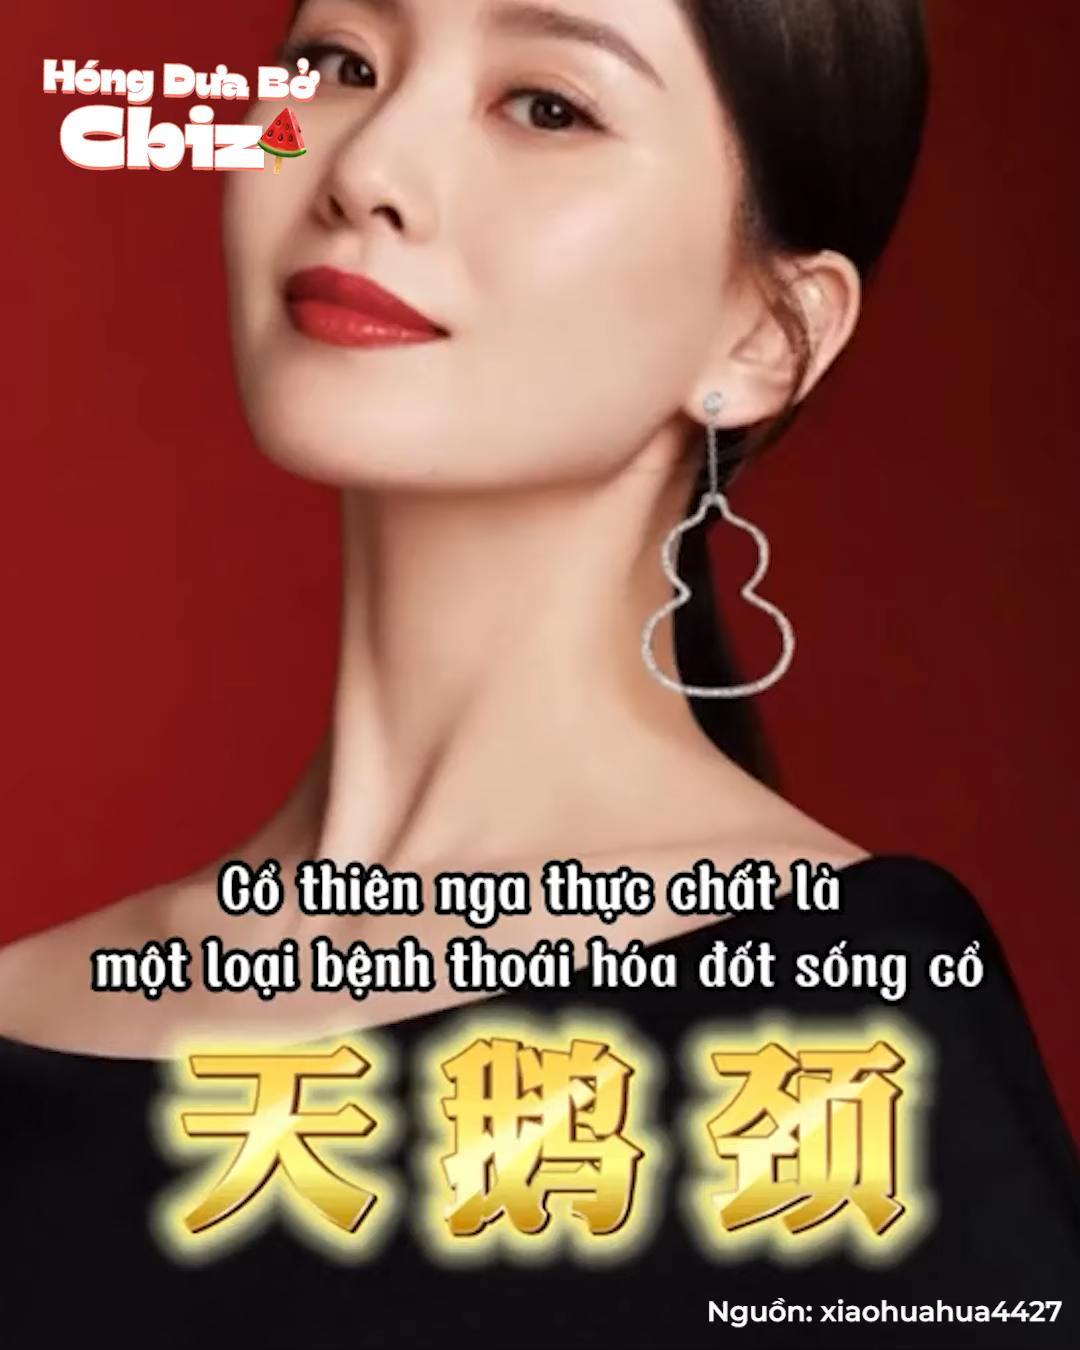 Hóng Dưa Bở
Cbiz
Cổ thiên nga thực chất là
một loại bệnh thoái hóa đốt sống cổ
天鹅颈
Nguồn: xiaohuahua4427